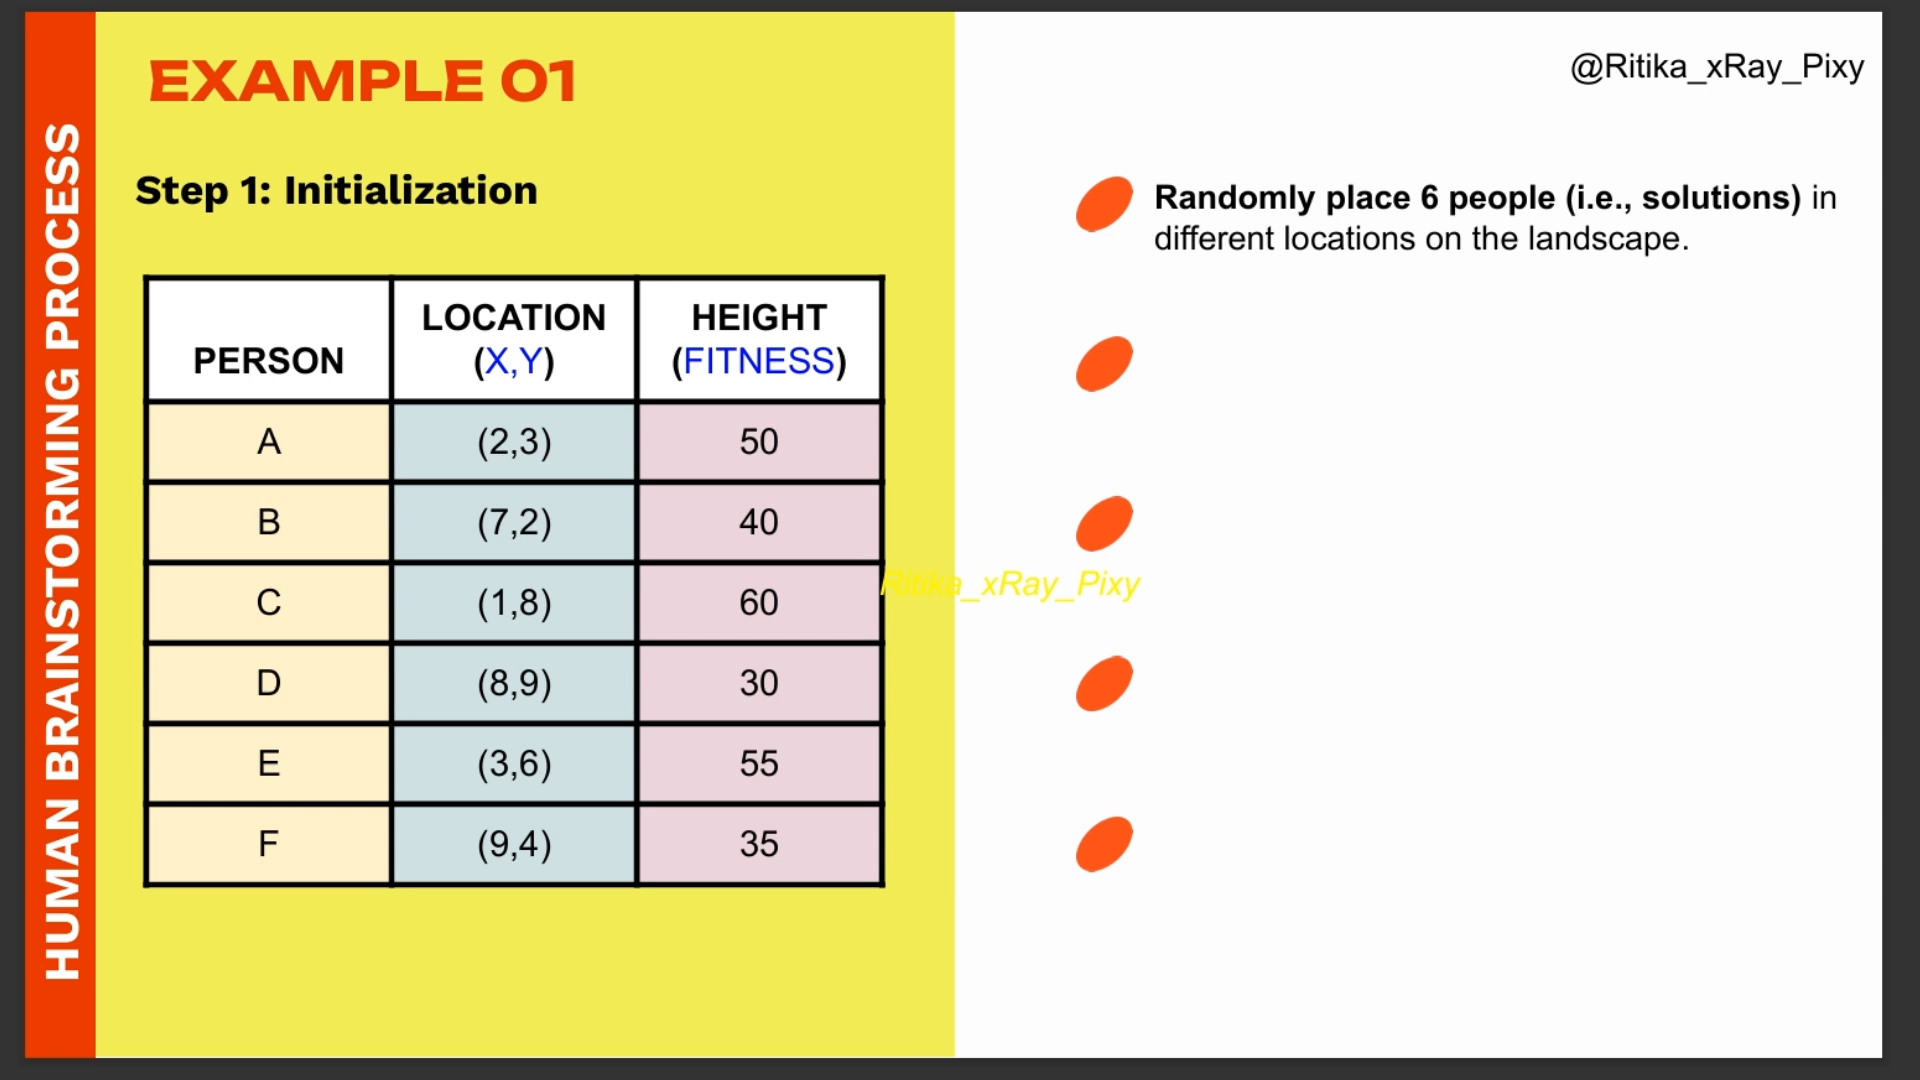 HUMAN BRAINSTORMING PROCESS
EXAMPLE 01
Step 1: Initialization
PERSON
LOCATION
(X,Y)
HEIGHT
(FITNESS)
A (2,3) 50
B (7,2) 40
C (1,8) 60
D (8,9) 30
E (3,6) 55
F (9,4) 35
@Ritika_xRay_Pixy
Randomly place 6 people (i.e., solutions) in
different locations on the landscape.
Ritika_xRay_Pixy